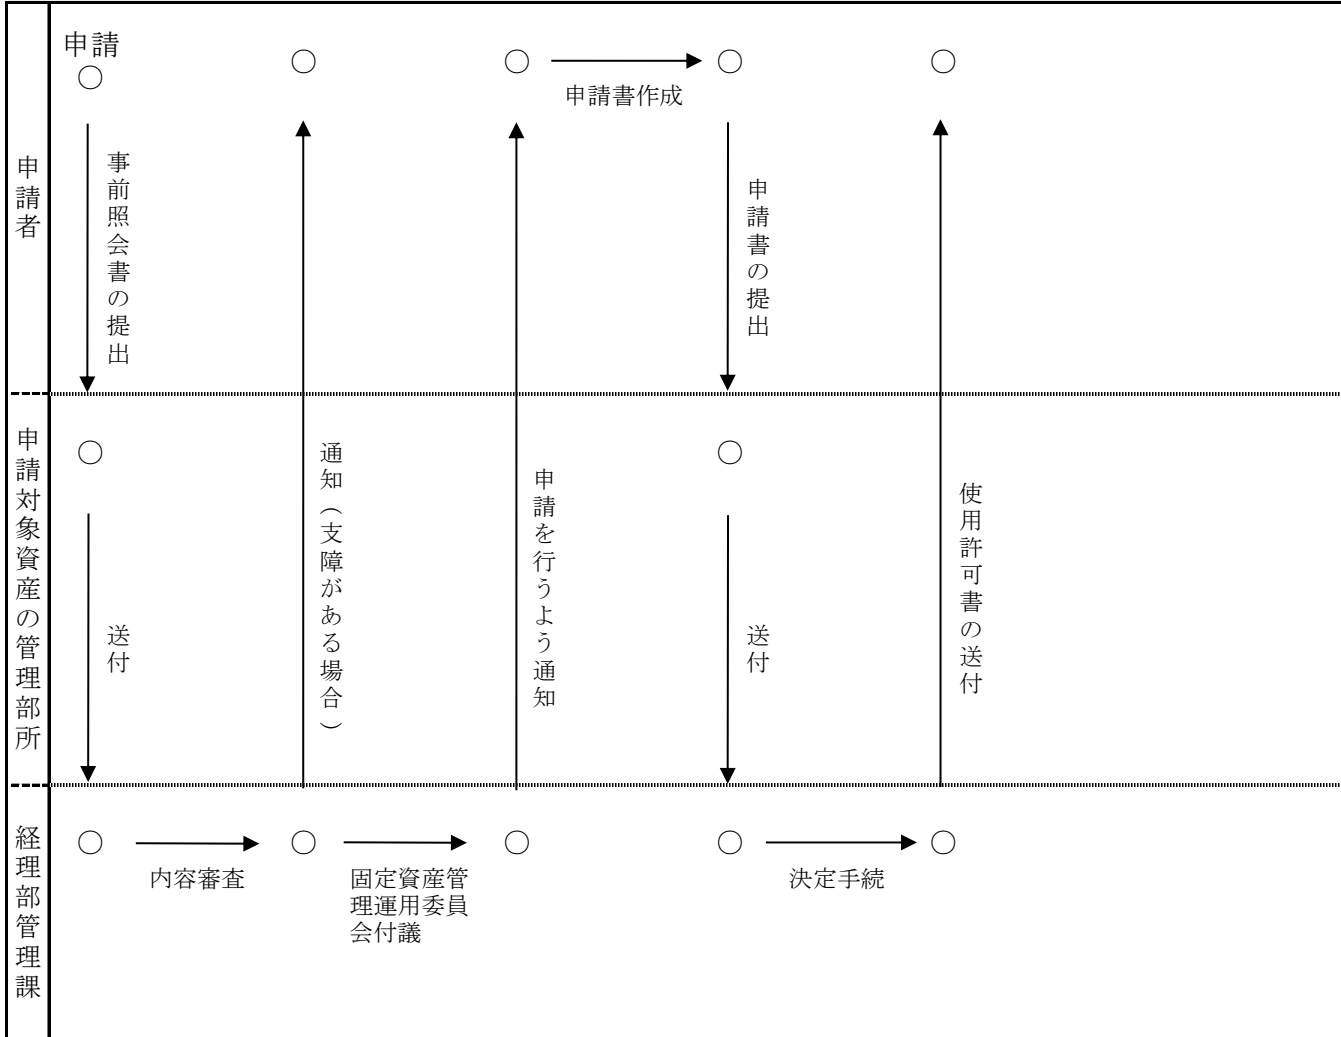 申請者
申請
申請書作成
事前照会書の提出
申請書の提出
申請対象資産の管理部所
送付
通知（支障がある場合）
申請を行うよう通知
送付
使用許可書の送付
経理部管理課
内容審査
固定資産管
理運用委員
会付議
決定手続